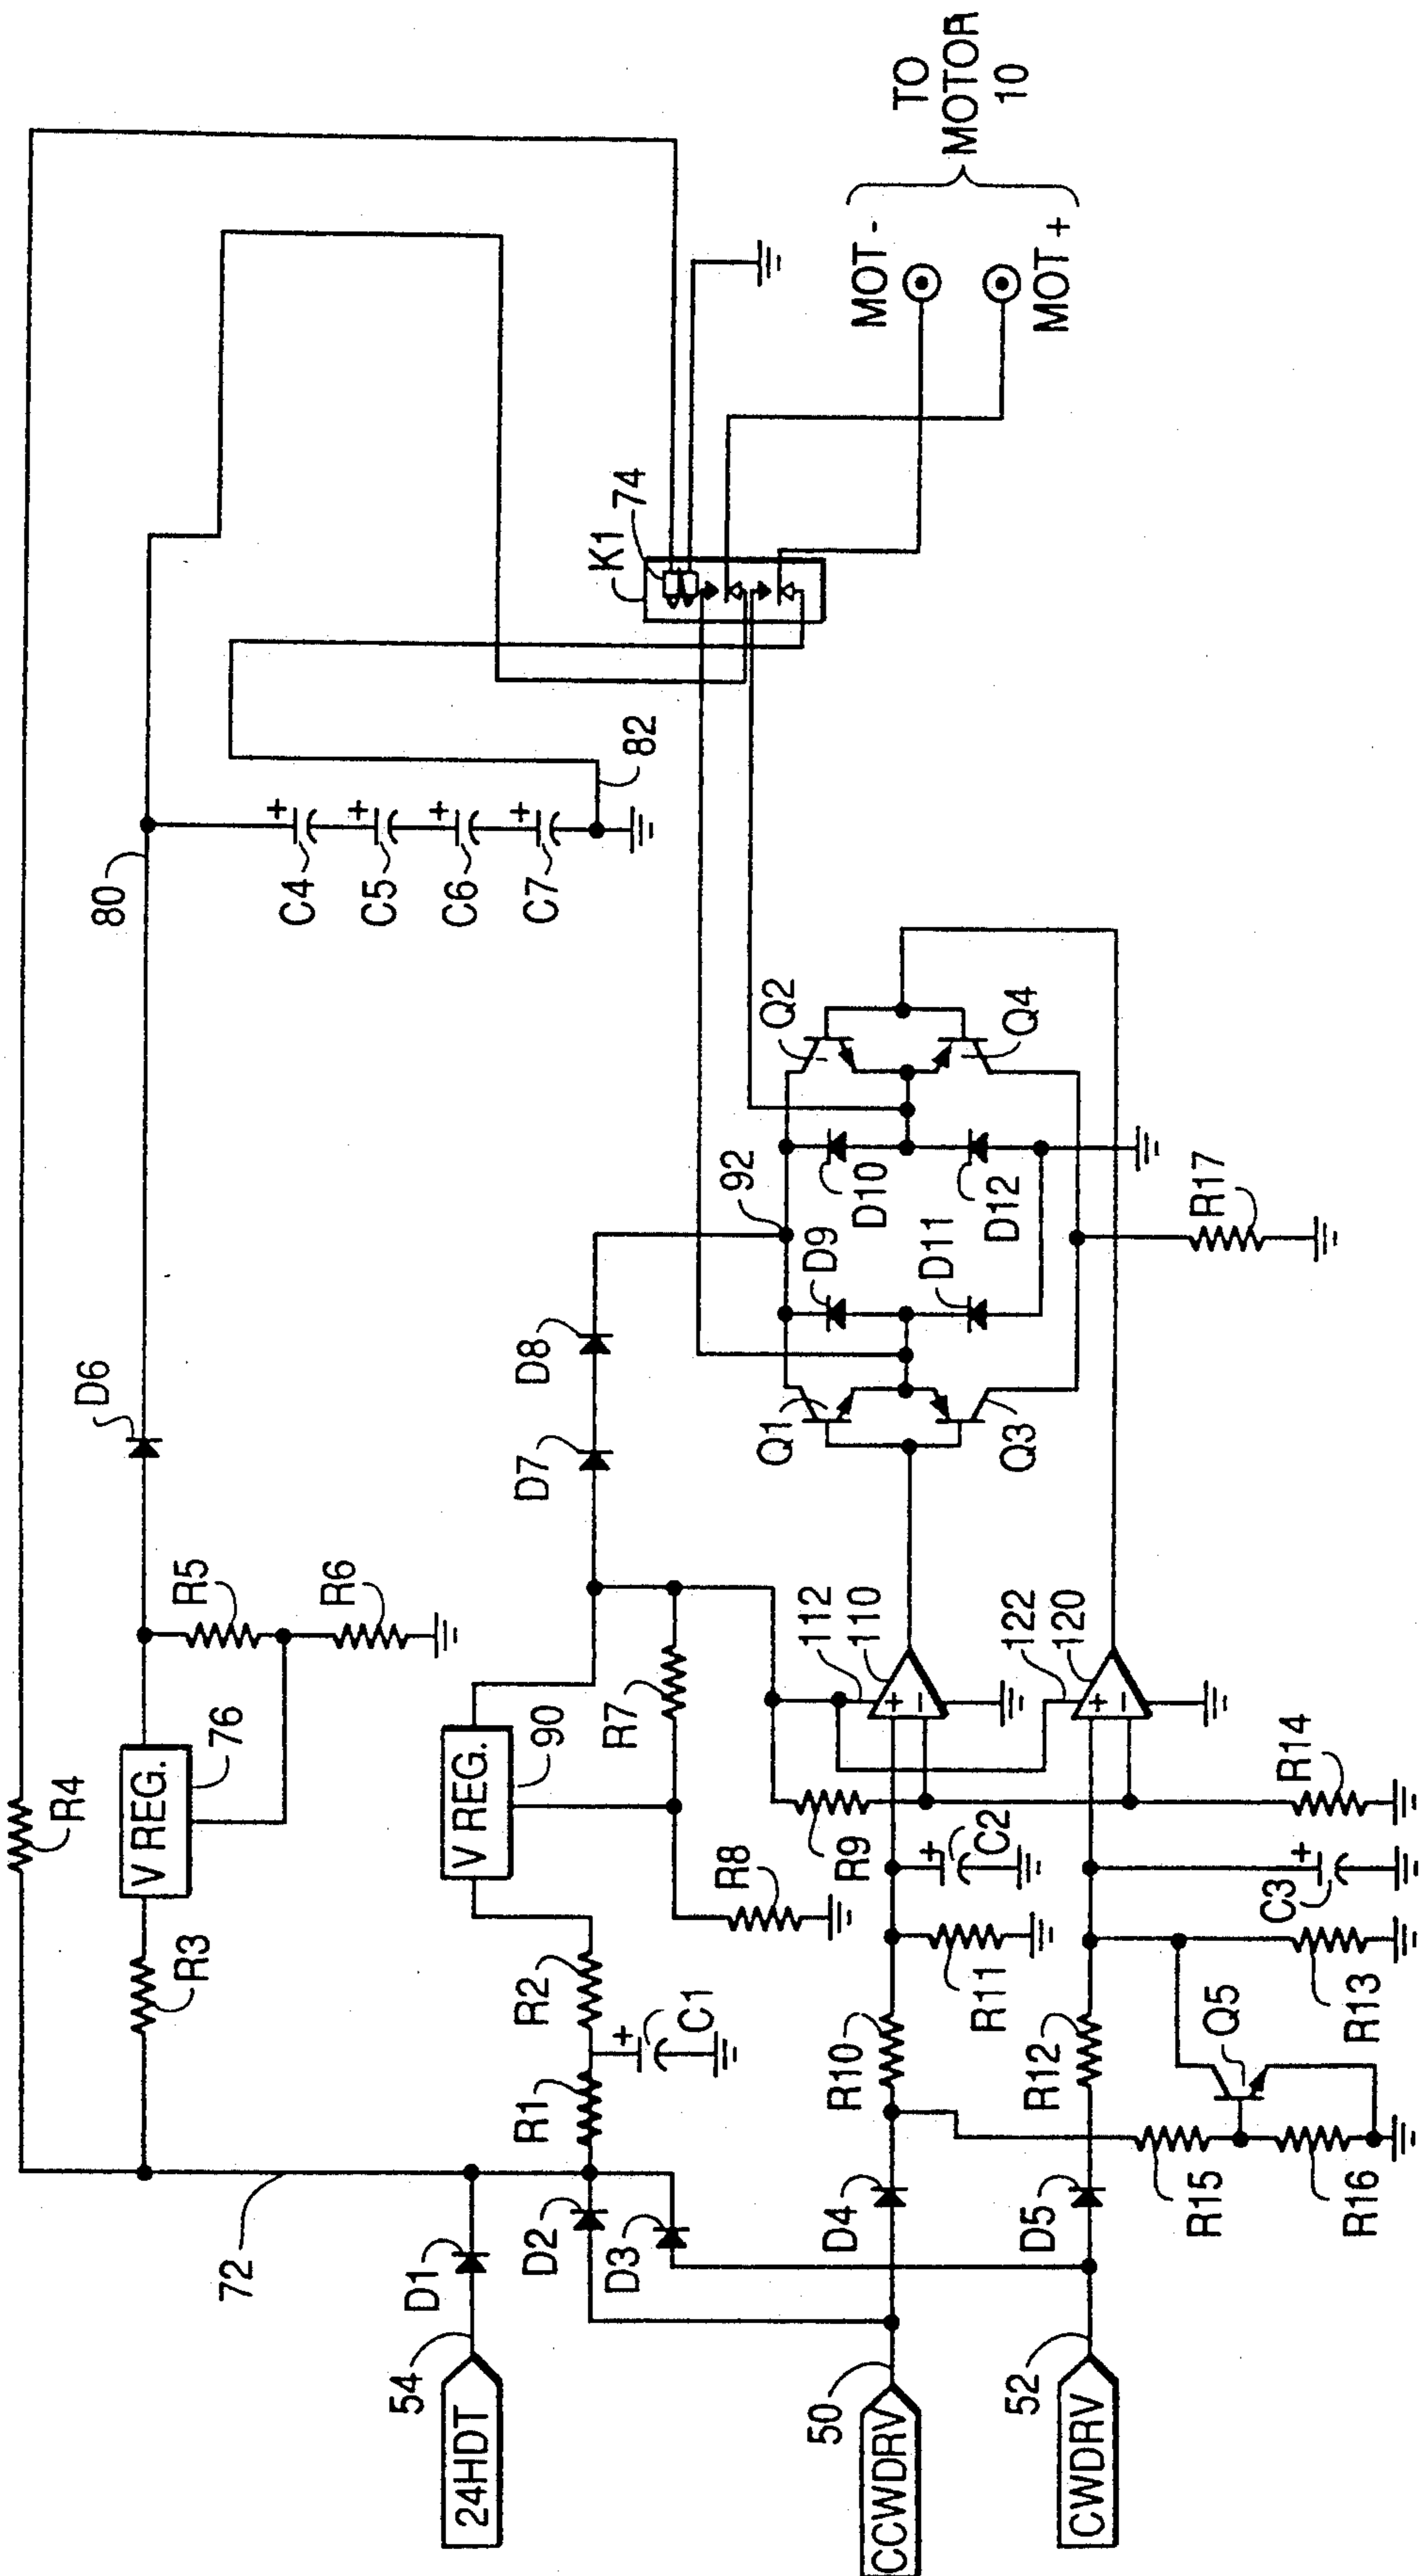 R4
D6
80
R3
V REG.
76
R5
R6
C4
C5
C6
C7
82
K1
74
72
54
24HDT
D1
D2
D3
R1
R2
C1
V REG.
90
R7
R8
D7
D8
92
MOT -
MOT +
TO
MOTOR
10
50
CCWDRV
D4
R10
R11
C2
R9
112
110
+
−
Q1
Q3
D9
D11
D10
D12
Q2
Q4
R17
52
CWDRV
D5
R12
R15
R16
Q5
R13
C3
R14
122
120
+
−
+
+
+
+
+
+
+